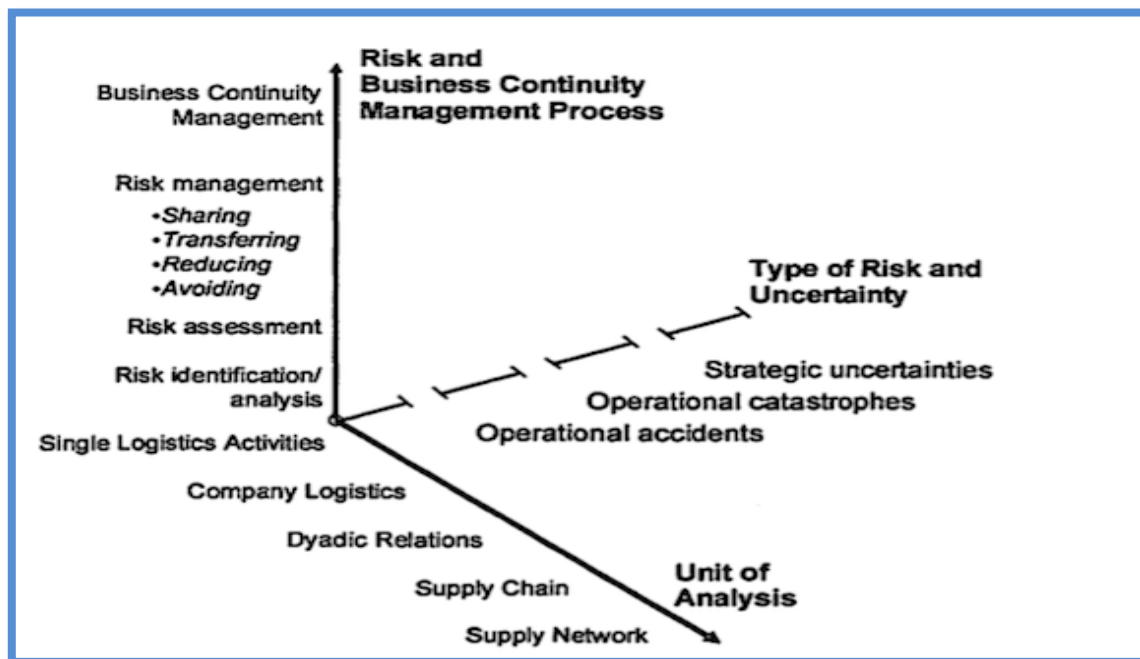 Risk and
Business Continuity
Management Process
Business Continuity
Management
Risk management
•Sharing
•Transferring
•Reducing
•Avoiding
Risk assessment
Risk identification/
analysis
Type of Risk and
Uncertainty
Strategic uncertainties
Operational catastrophes
Operational accidents
Single Logistics Activities
Company Logistics
Dyadic Relations
Supply Chain
Supply Network
Unit of
Analysis